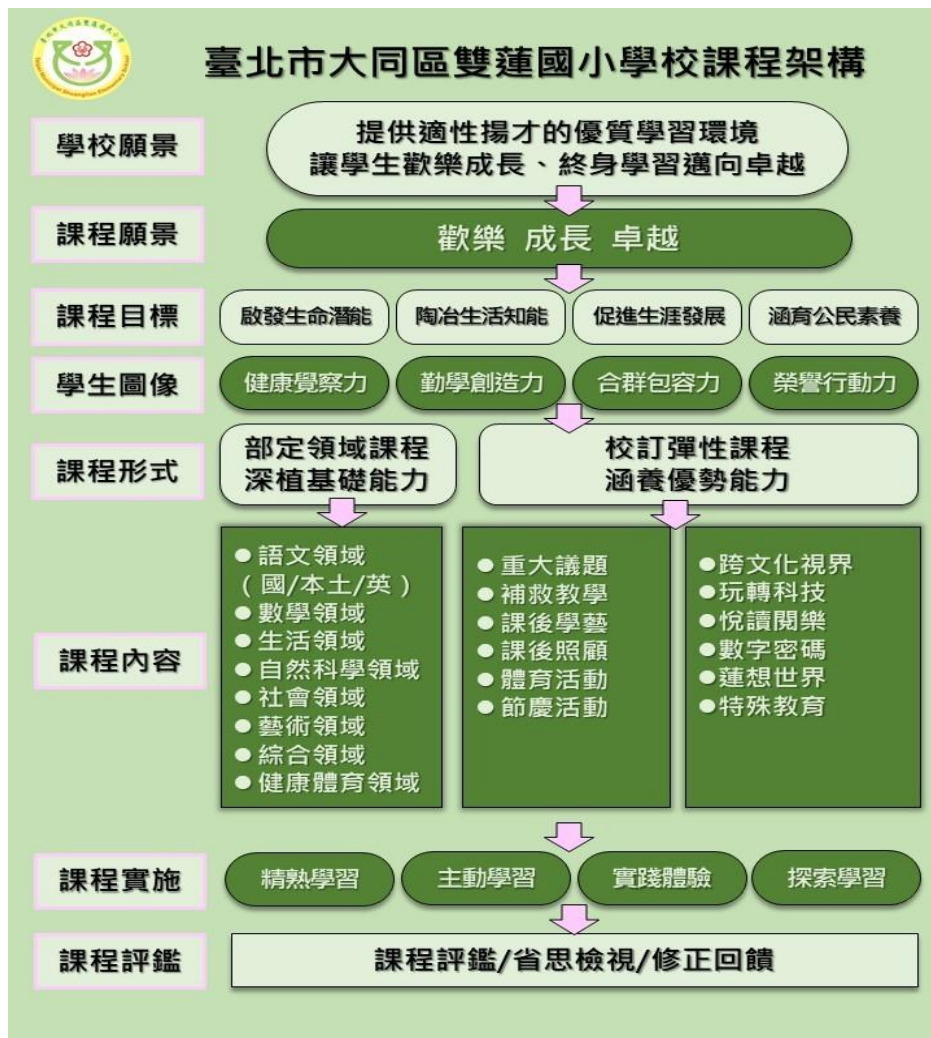 臺北市大同區雙蓮國小學校課程架構
學校願景
提供適性揚才的優質學習環境
讓學生歡樂成長、終身學習邁向卓越
課程願景
歡樂 成長 卓越
課程目標
啟發生命潛能
陶冶生活知能
促進生涯發展
涵育公民素養
學生圖像
健康覺察力
勤學創造力
合群包容力
榮譽行動力
課程形式
部定領域課程
深植基礎能力
校訂彈性課程
涵養優勢能力
課程內容
●語文領域
(國/本土/英)
●數學領域
●生活領域
●自然科學領域
●社會領域
●藝術領域
●綜合領域
●健康體育領域
●重大議題
●補救教學
●課後學藝
●課後照顧
●體育活動
●節慶活動
●跨文化視界
●玩轉科技
●悅讀閱樂
●數字密碼
●蓮想世界
●特殊教育
課程實施
精熟學習
主動學習
實踐體驗
探索學習
課程評鑑
課程評鑑/省思檢視/修正回饋